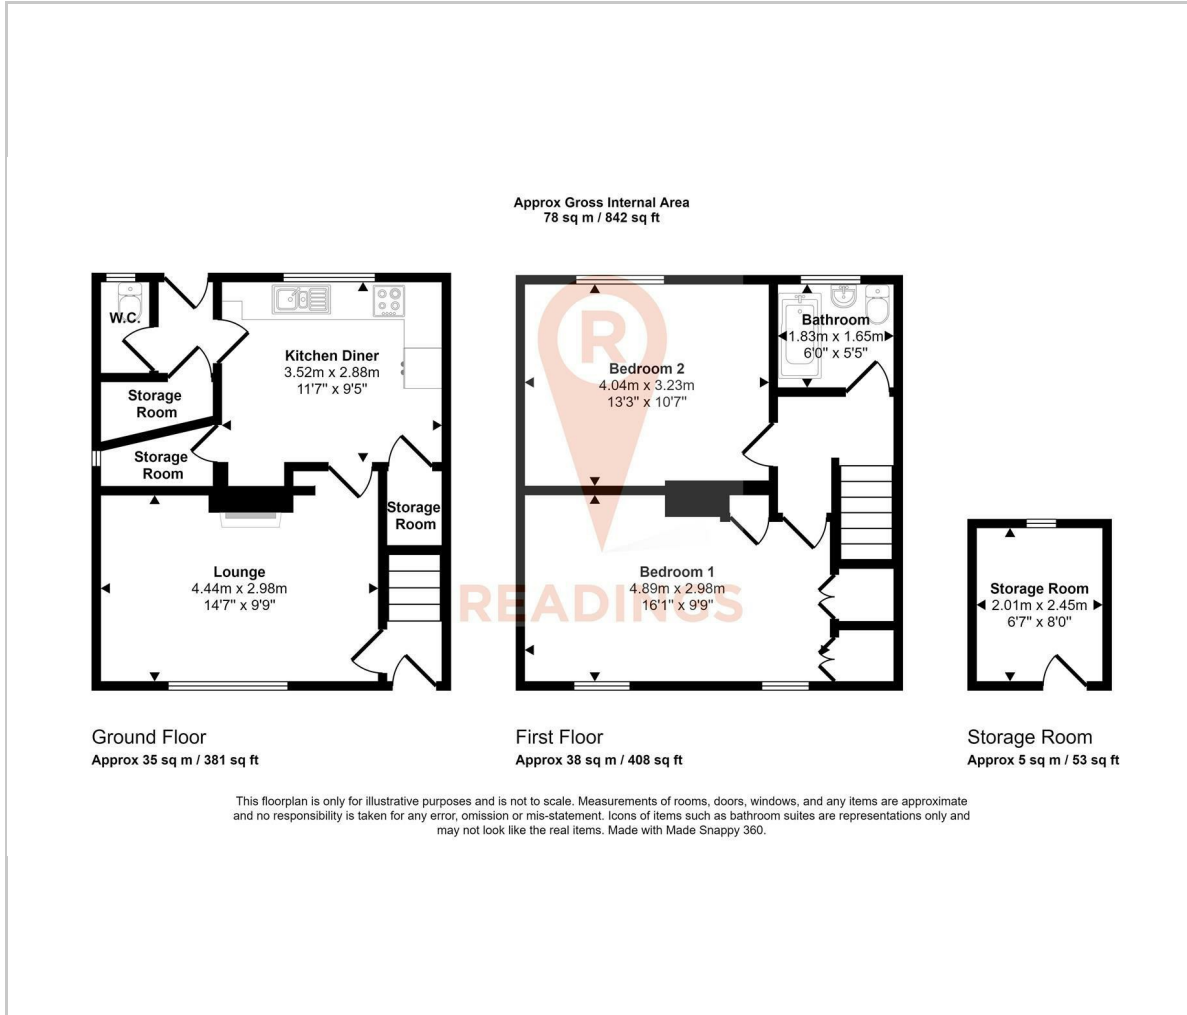 Approx Gross Internal Area
78 sq m / 842 sq ft
W.C.
Storage
Room
Storage
Room
Kitchen Diner
3.52m x 2.88m
11'7" x 9'5"
Storage
Room
Lounge
4.44m x 2.98m
14'7" x 9'9"
Ground Floor
Approx 35 sq m / 381 sq ft
R
READINGS
Bedroom 2
4.04m x 3.23m
13'3" x 10'7"
Bathroom
1.83m x 1.65m
6'0" x 5'5"
Bedroom 1
4.89m x 2.98m
16'1" x 9'9"
First Floor
Approx 38 sq m / 408 sq ft
Storage Room
2.01m x 2.45m
6'7" x 8'0"
Storage Room
Approx 5 sq m / 53 sq ft
This floorplan is only for illustrative purposes and is not to scale. Measurements of rooms, doors, windows, and any items are approximate
and no responsibility is taken for any error, omission or mis-statement. Icons of items such as bathroom suites are representations only and
may not look like the real items. Made with Made Snappy 360.